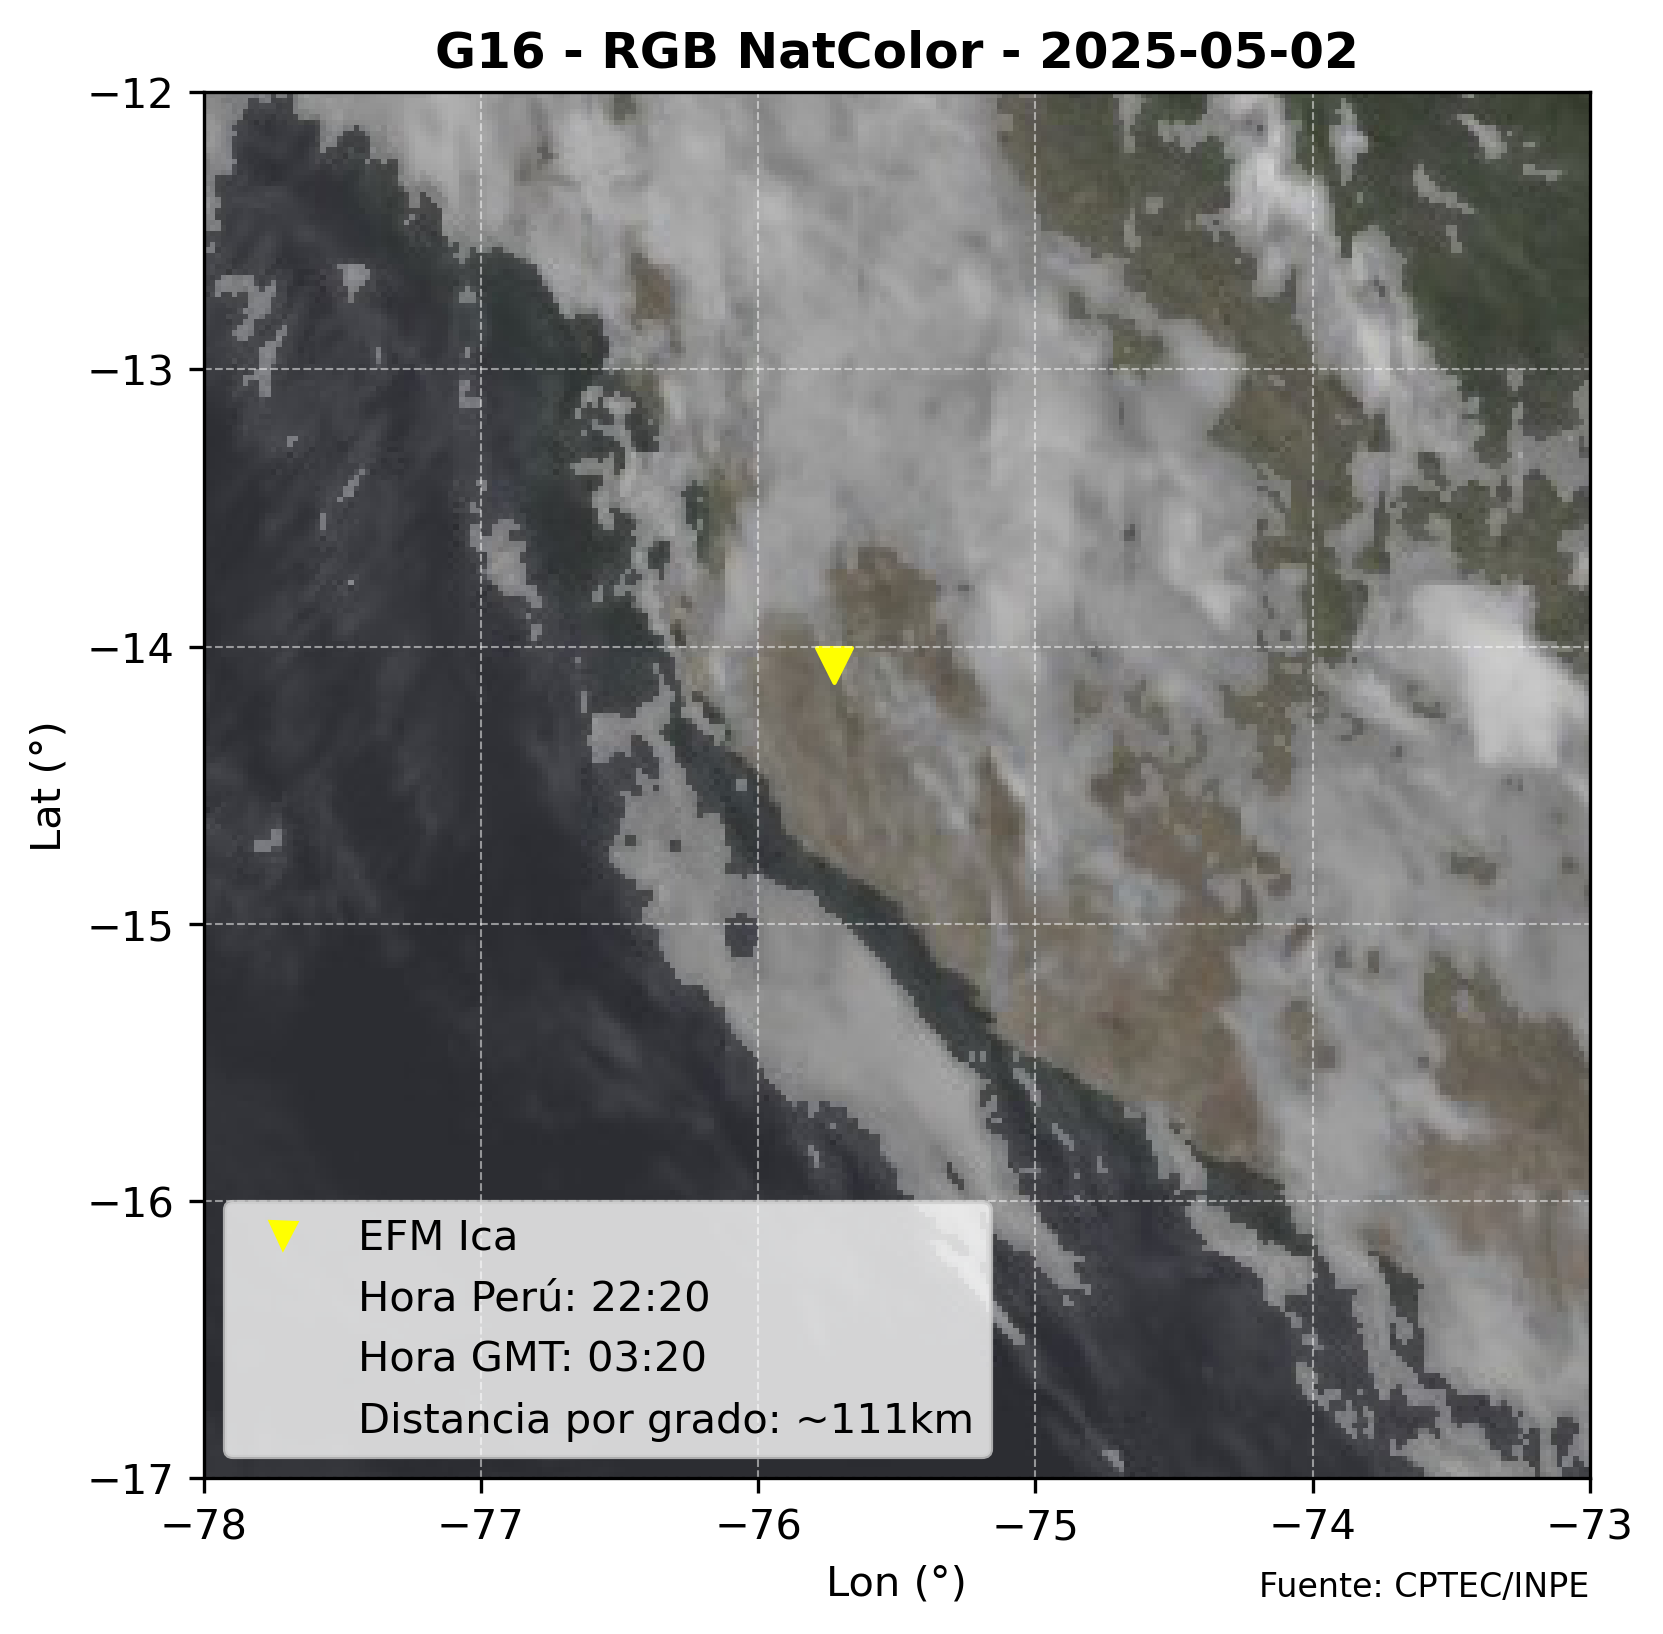 G16 - RGB NatColor - 2025-05-02
−12
−13
−14
−15
−16
−17
Lat (°)
EFM Ica
Hora Perú: 22:20
Hora GMT: 03:20
Distancia por grado: ~111km
−78 −77 −76 −75 −74 −73
Lon (°)
Fuente: CPTEC/INPE